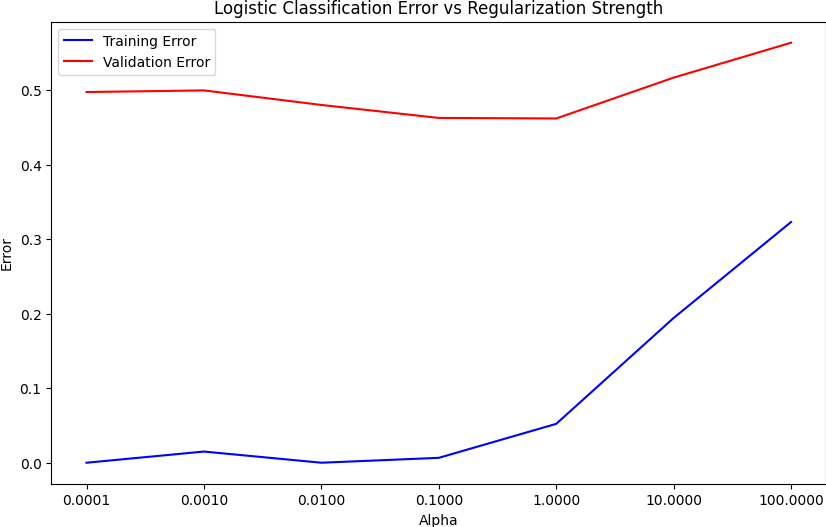 Logistic Classification Error vs Regularization Strength
Training Error
Validation Error
Error
0.5
0.4
0.3
0.2
0.1
0.0
0.0001 0.0010 0.0100 0.1000 1.0000 10.0000 100.0000
Alpha